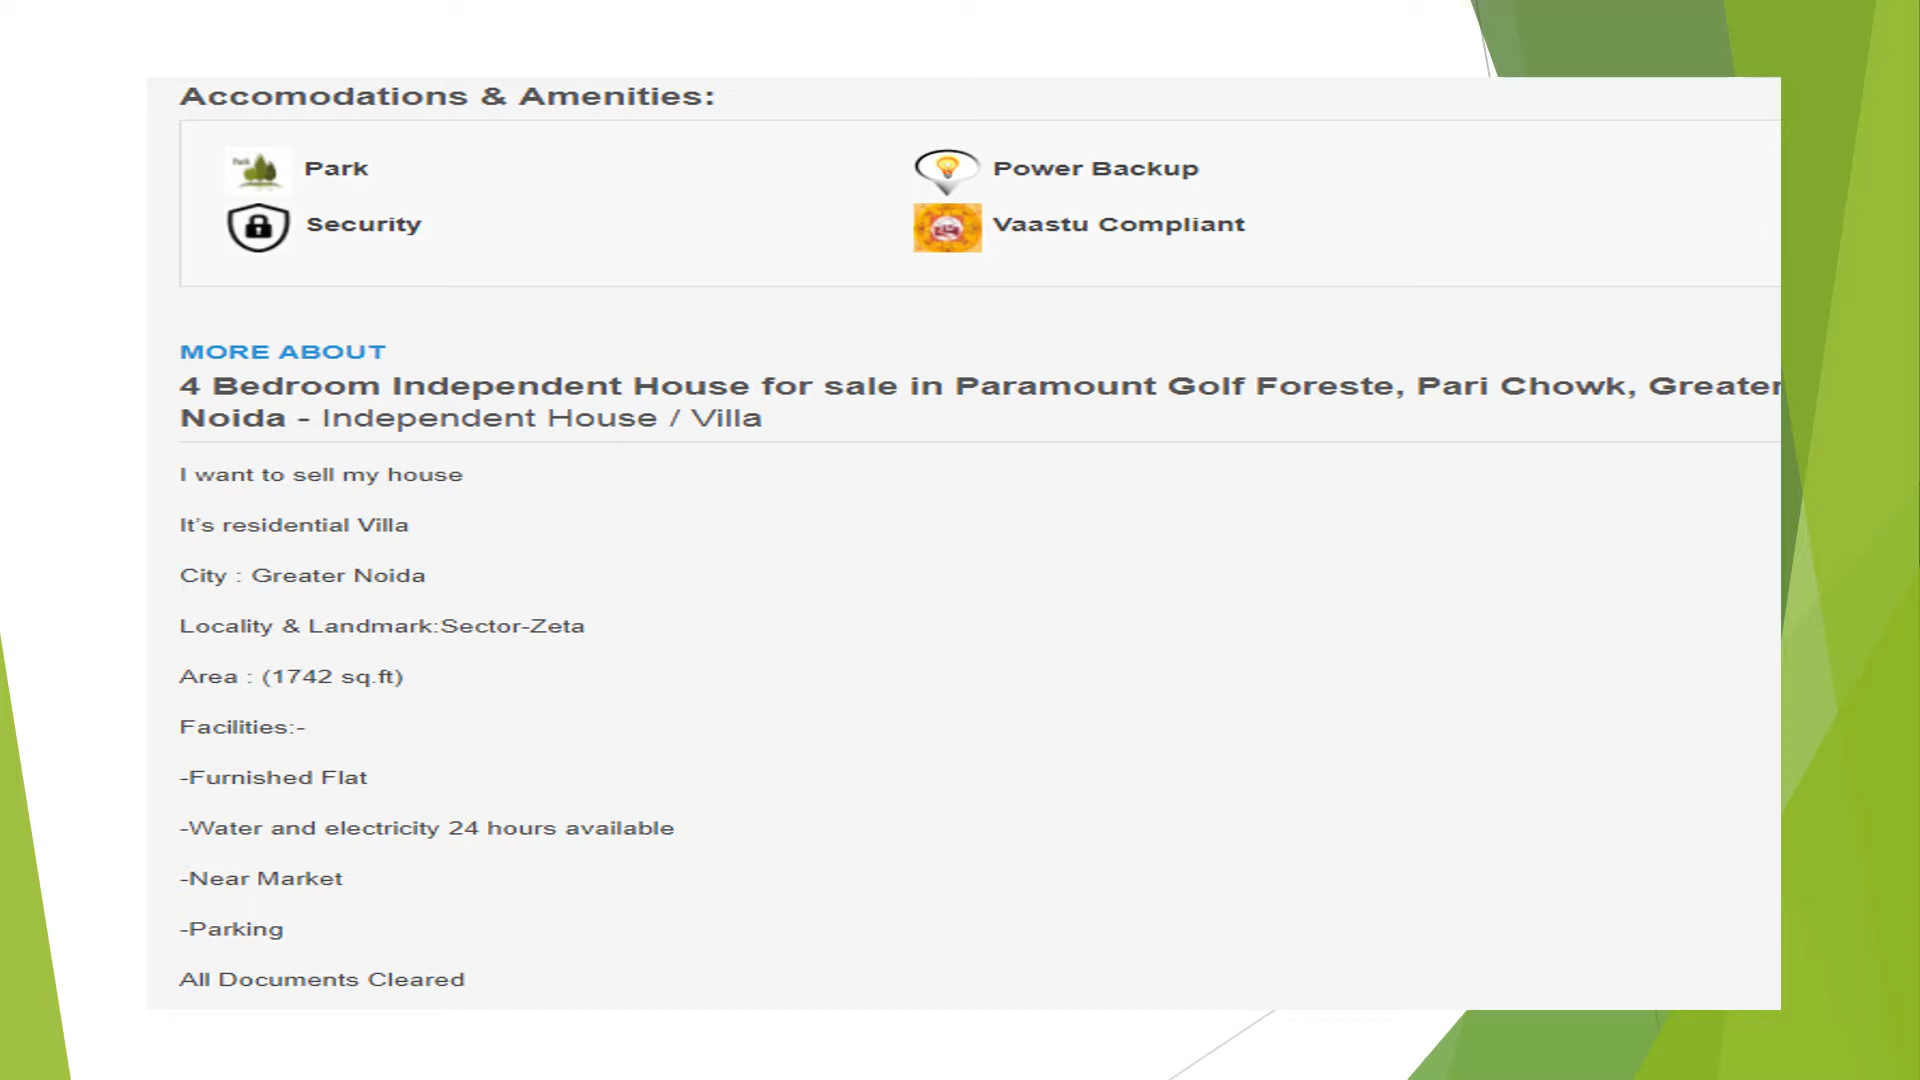 Accomodations & Amenities:
Park
Power Backup
Security
Vaastu Compliant
MORE ABOUT
4 Bedroom Independent House for sale in Paramount Golf Foreste, Pari Chowk, Greater
Noida - Independent House / Villa
I want to sell my house
It's residential Villa
City : Greater Noida
Locality & Landmark:Sector-Zeta
Area : (1742 sq.ft)
Facilities:-
-Furnished Flat
-Water and electricity 24 hours available
-Near Market
-Parking
All Documents Cleared